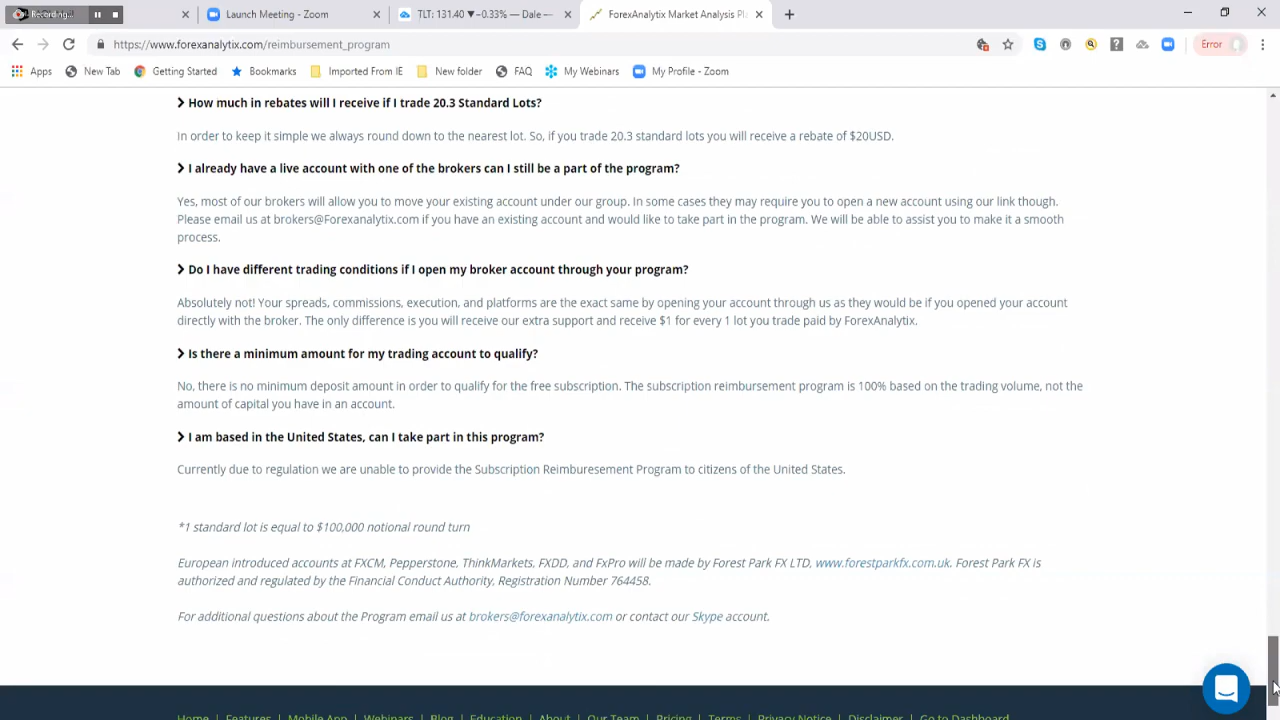 Recording...
Launch Meeting - Zoom
TLT: 131.40 ▼−0.33% — Dale —
ForexAnalytix Market Analysis Pl
https://www.forexanalytix.com/reimbursement_program
Error
Apps New Tab Getting Started Bookmarks Imported From IE New folder FAQ My Webinars My Profile - Zoom
How much in rebates will I receive if I trade 20.3 Standard Lots?
In order to keep it simple we always round down to the nearest lot. So, if you trade 20.3 standard lots you will receive a rebate of $20USD.
I already have a live account with one of the brokers can I still be a part of the program?
Yes, most of our brokers will allow you to move your existing account under our group. In some cases they may require you to open a new account using our link though.
Please email us at brokers@Forexanalytix.com if you have an existing account and would like to take part in the program. We will be able to assist you to make it a smooth
process.
Do I have different trading conditions if I open my broker account through your program?
Absolutely not! Your spreads, commissions, execution, and platforms are the exact same by opening your account through us as they would be if you opened your account
directly with the broker. The only difference is you will receive our extra support and receive $1 for every 1 lot you trade paid by ForexAnalytix.
Is there a minimum amount for my trading account to qualify?
No, there is no minimum deposit amount in order to qualify for the free subscription. The subscription reimbursement program is 100% based on the trading volume, not the
amount of capital you have in an account.
I am based in the United States, can I take part in this program?
Currently due to regulation we are unable to provide the Subscription Reimburesement Program to citizens of the United States.
*1 standard lot is equal to $100,000 notional round turn
European introduced accounts at FXCM, Pepperstone, ThinkMarkets, FXDD, and FxPro will be made by Forest Park FX LTD, www.forestparkfx.com.uk. Forest Park FX is
authorized and regulated by the Financial Conduct Authority, Registration Number 764458.
For additional questions about the Program email us at brokers@forexanalytix.com or contact our Skype account.
Home | Features | Mobile App | Webinars | Blog | Education | About | Our Team | Pricing | Terms | Privacy Notice | Disclaimer | Go to Dashboard